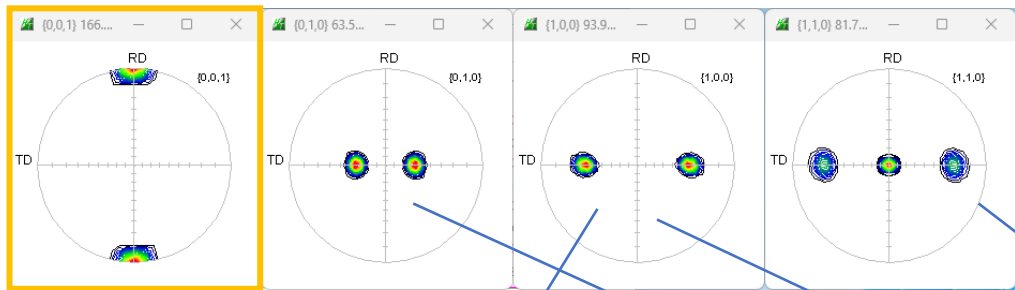 {0,0,1} 166....
RD
{0,0,1}
TD
{0,1,0} 63.5...
RD
{0,1,0}
TD
{1,0,0} 93.9...
RD
{1,0,0}
TD
{1,1,0} 81.7...
RD
{1,1,0}
TD